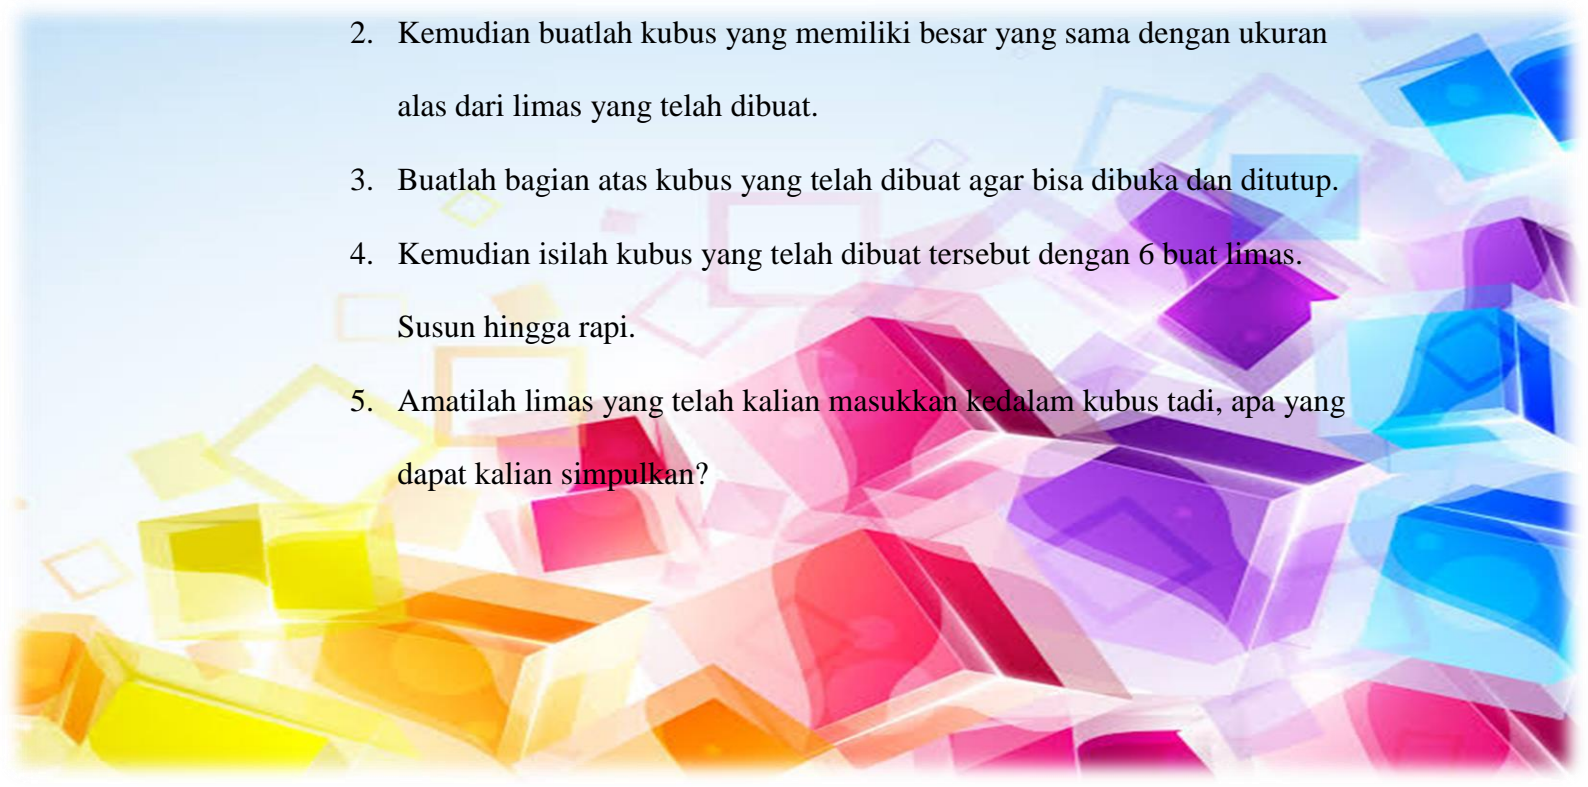 2. Kemudian buatlah kubus yang memiliki besar yang sama dengan ukuran
alas dari limas yang telah dibuat.
3. Buatlah bagian atas kubus yang telah dibuat agar bisa dibuka dan ditutup.
4. Kemudian isilah kubus yang telah dibuat tersebut dengan 6 buat limas.
Susun hingga rapi.
5. Amatilah limas yang telah kalian masukkan kedalam kubus tadi, apa yang
dapat kalian simpulkan?